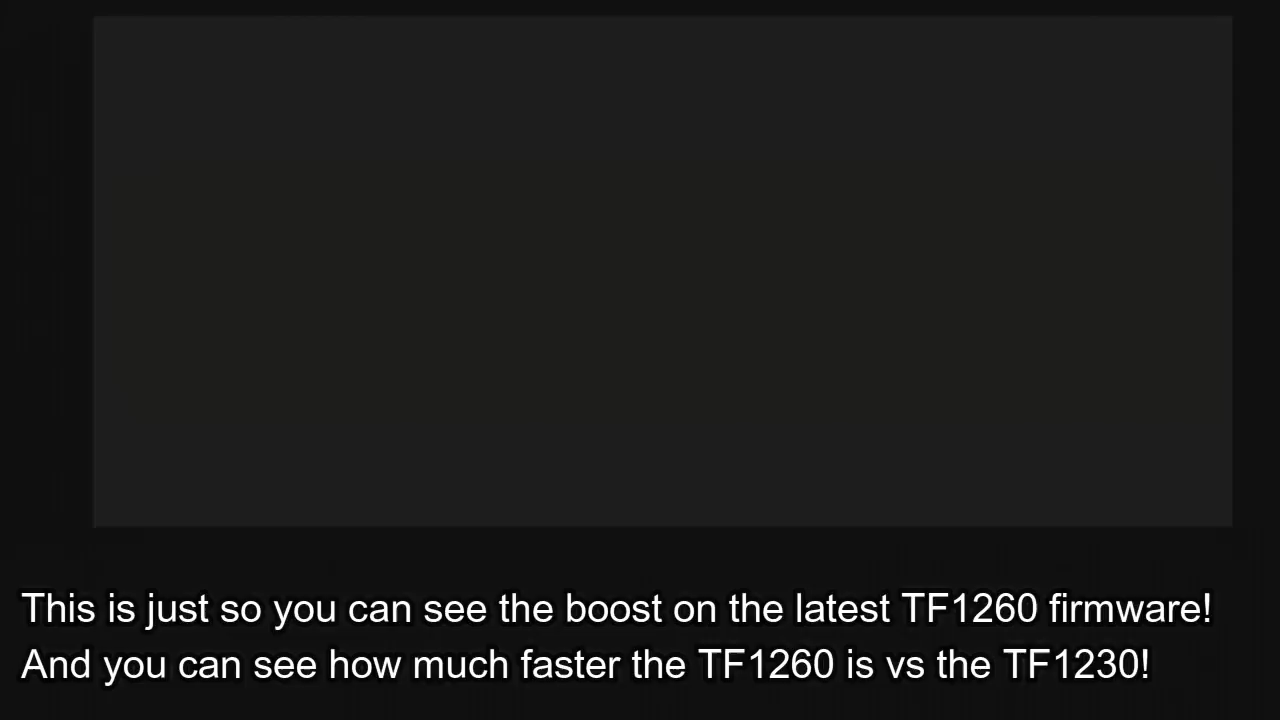 This is just so you can see the boost on the latest TF1260 firmware!
And you can see how much faster the TF1260 is vs the TF1230!